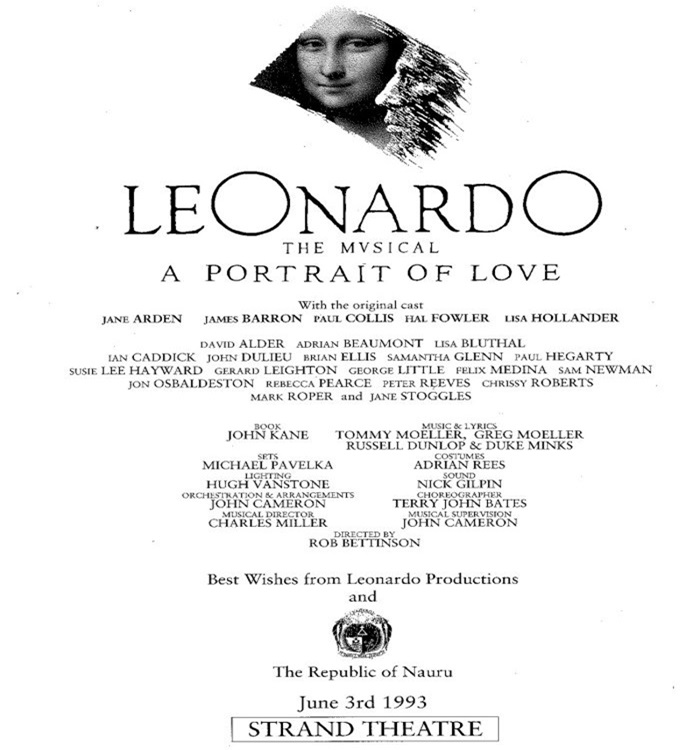 LEONARDO
THE MVSICAL
A PORTRAIT OF LOVE
With the original cast
JANE ARDEN JAMES BARRON PAUL COLLIS HAL FOWLER LISA HOLLANDER
DAVID ALDER ADRIAN BEAUMONT LISA BLUTHAL
IAN CADDICK JOHN DULIEU BRIAN ELLIS SAMANTHA GLENN PAUL HEGARTY
SUSIE LEE HAYWARD GERARD LEIGHTON GEORGE LITTLE FELIX MEDINA SAM NEWMAN
JON OSBALDESTON REBECCA PEARCE PETER REEVES CHRISSY ROBERTS
MARK ROPER and JANE STOGGLES
BOOK
JOHN KANE
MUSIC & LYRICS
TOMMY MOELLER, GREG MOELLER
RUSSELL DUNLOP & DUKE MINKS
SETS
MICHAEL PAVELKA
COSTUMES
ADRIAN REES
LIGHTING
HUGH VANSTONE
SOUND
NICK GILPIN
ORCHESTRATION & ARRANGEMENTS
JOHN CAMERON
CHOREOGRAPHER
TERRY JOHN BATES
MUSICAL DIRECTOR
CHARLES MILLER
MUSICAL SUPERVISION
JOHN CAMERON
DIRECTED BY
ROB BETTINSON
Best Wishes from Leonardo Productions
and
The Republic of Nauru
June 3rd 1993
STRAND THEATRE